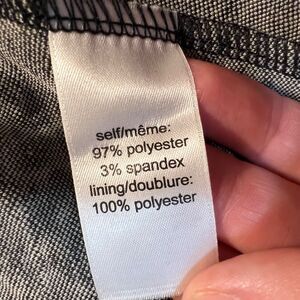 self/même:
97% polyester
3% spandex
lining/doublure:
100% polyester